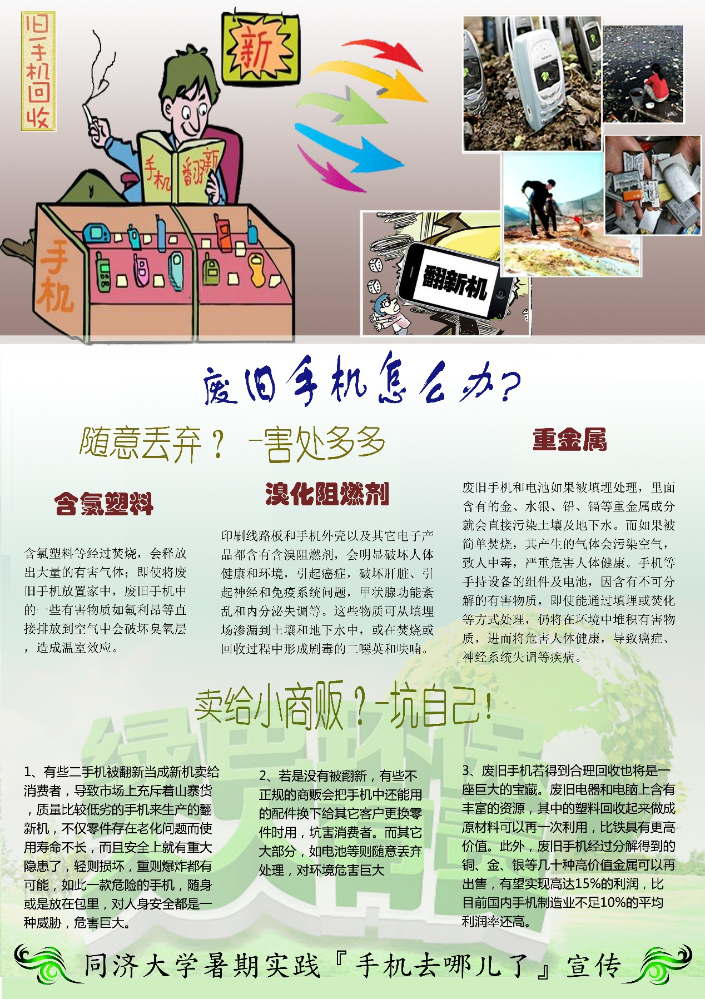 旧手机回收
新
手机
翻新
手机
翻新机
废旧手机怎么办?
随意丢弃？ -害处多多
含氯塑料
含氯塑料等经过焚烧，会释放
出大量的有害气体；即使将废
旧手机放置家中，废旧手机中
的一些有害物质如氟利昂等直
接排放到空气中会破坏臭氧层
，造成温室效应。
溴化阻燃剂
印刷线路板和手机外壳以及其它电子产
品都含有含溴阻燃剂，会明显破坏人体
健康和环境，引起癌症，破坏肝脏、引
起神经和免疫系统问题，甲状腺功能紊
乱和内分泌失调等。这些物质可从填埋
场渗漏到土壤和地下水中，或在焚烧或
回收过程中形成剧毒的二噁英和呋喃。
重金属
废旧手机和电池如果被填埋处理，里面
含有的金、水银、铅、镉等重金属成分
就会直接污染土壤及地下水。而如果被
简单焚烧，其产生的气体会污染空气，
致人中毒，严重危害人体健康。手机等
手持设备的组件及电池，因含有不可分
解的有害物质，即使能通过填埋或焚化
等方式处理，仍将在环境中堆积有害物
质，进而将危害人体健康，导致癌症、
神经系统失调等疾病。
卖给小商贩？-坑自己！
1、有些二手机被翻新当成新机卖给
消费者，导致市场上充斥着山寨货
，质量比较低劣的手机来生产的翻
新机，不仅零件存在老化问题而使
用寿命不长，而且安全上就有重大
隐患了，轻则损坏，重则爆炸都有
可能，如此一款危险的手机，随身
或是放在包里，对人身安全都是一
种威胁，危害巨大。
2、若是没有被翻新，有些不
正规的商贩会把手机中还能用
的配件换下给其它客户更换零
件时用，坑害消费者。而其它
大部分，如电池等则随意丢弃
处理，对环境危害巨大
3、废旧手机若得到合理回收也将是一
座巨大的宝藏。废旧电器和电脑上含有
丰富的资源，其中的塑料回收起来做成
原材料可以再一次利用，比铁具有更高
价值。此外，废旧手机经过分解得到的
铜、金、银等几十种高价值金属可以再
出售，有望实现高达15%的利润，比
目前国内手机制造业不足10%的平均
利润率还高。
同济大学暑期实践『手机去哪儿了』宣传